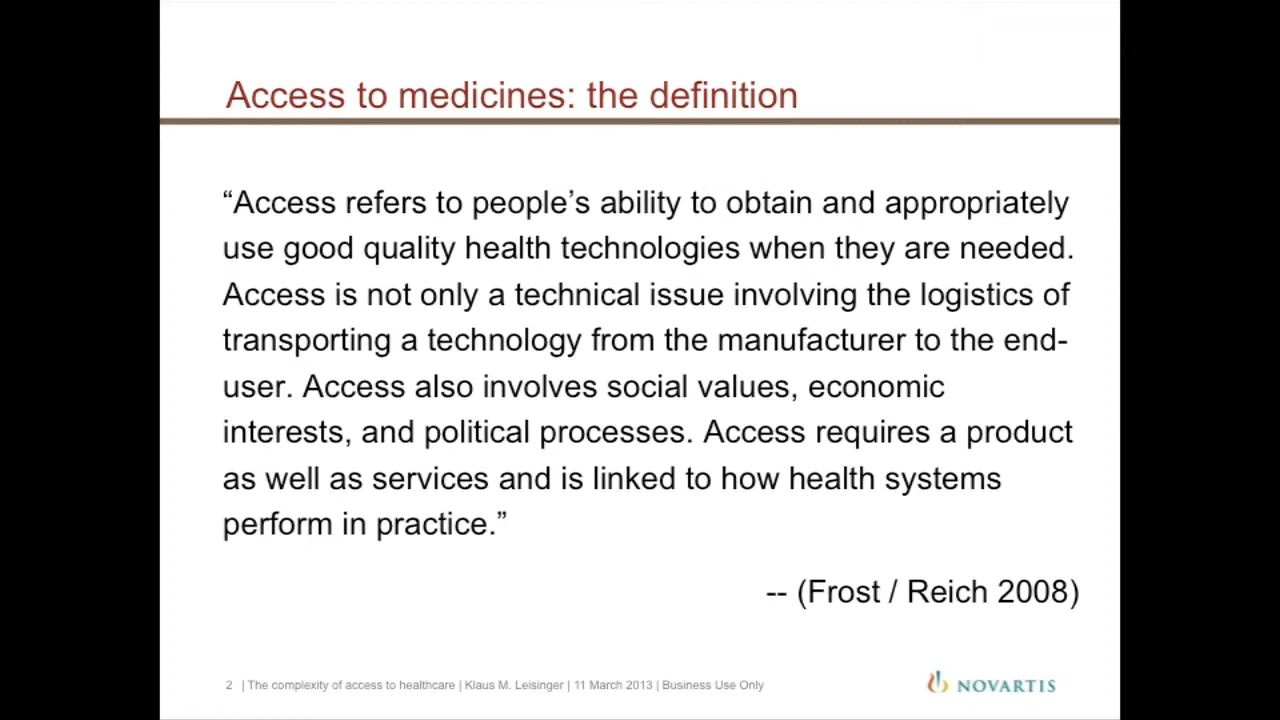 Access to medicines: the definition
“Access refers to people’s ability to obtain and appropriately
use good quality health technologies when they are needed.
Access is not only a technical issue involving the logistics of
transporting a technology from the manufacturer to the end-
user. Access also involves social values, economic
interests, and political processes. Access requires a product
as well as services and is linked to how health systems
perform in practice.”
-- (Frost / Reich 2008)
2 | The complexity of access to healthcare | Klaus M. Leisinger | 11 March 2013 | Business Use Only
NOVARTIS